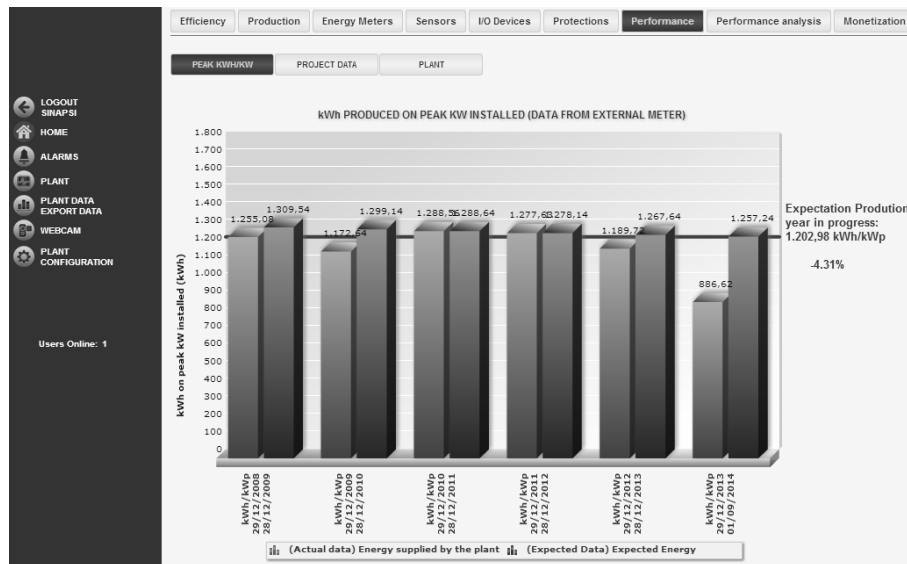 Efficiency
Production
Energy Meters
Sensors
I/O Devices
Protections
Performance
Performance analysis
Monetization
PEAK KWH/KW
PROJECT DATA
PLANT
LOGOUT
SINAPSI
HOME
ALARMS
PLANT
PLANT DATA
EXPORT DATA
WEBCAM
PLANT
CONFIGURATION
Users Online: 1
kWh PRODUCED ON PEAK KW INSTALLED (DATA FROM EXTERNAL METER)
kWh on peak kW installed (kWh)
1.800
1.700
1.600
1.500
1.400
1.300
1.200
1.100
1.000
900
800
700
600
500
400
300
200
100
0
1.255,08
1.309,54
1.172,64
1.299,14
1.288,56
1.288,64
1.277,63
1.278,14
1.189,73
1.267,64
886,62
1.257,24
Expectation Prodution
year in progress:
1.202,98 kWh/kWp
-4.31%
kWh/kWp
29/12/2008
28/12/2009
kWh/kWp
29/12/2009
28/12/2010
kWh/kWp
29/12/2010
28/12/2011
kWh/kWp
29/12/2011
28/12/2012
kWh/kWp
29/12/2012
28/12/2013
kWh/kWp
29/12/2013
01/09/2014
(Actual data) Energy supplied by the plant
(Expected Data) Expected Energy